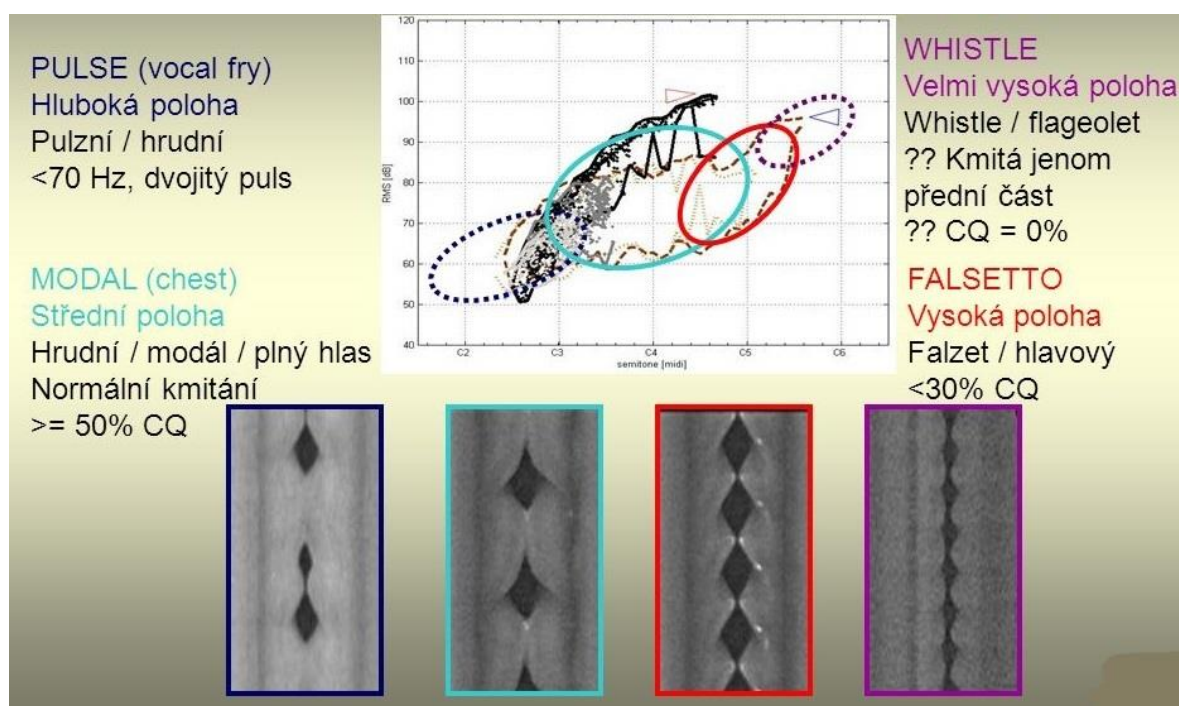 PULSE (vocal fry)
Hluboká poloha
Pulzní / hrudní
<70 Hz, dvojitý puls
MODAL (chest)
Střední poloha
Hrudní / modál / plný hlas
Normální kmitání
>= 50% CQ
120
110
100
90
80
70
60
50
40
RMS [dB]
C2
C3
C4
C5
C6
semitone [midi]
WHISTLE
Velmi vysoká poloha
Whistle / flageolet
?? Kmitá jenom
přední část
?? CQ = 0%
FALSETTO
Vysoká poloha
Falzet / hlavový
<30% CQ